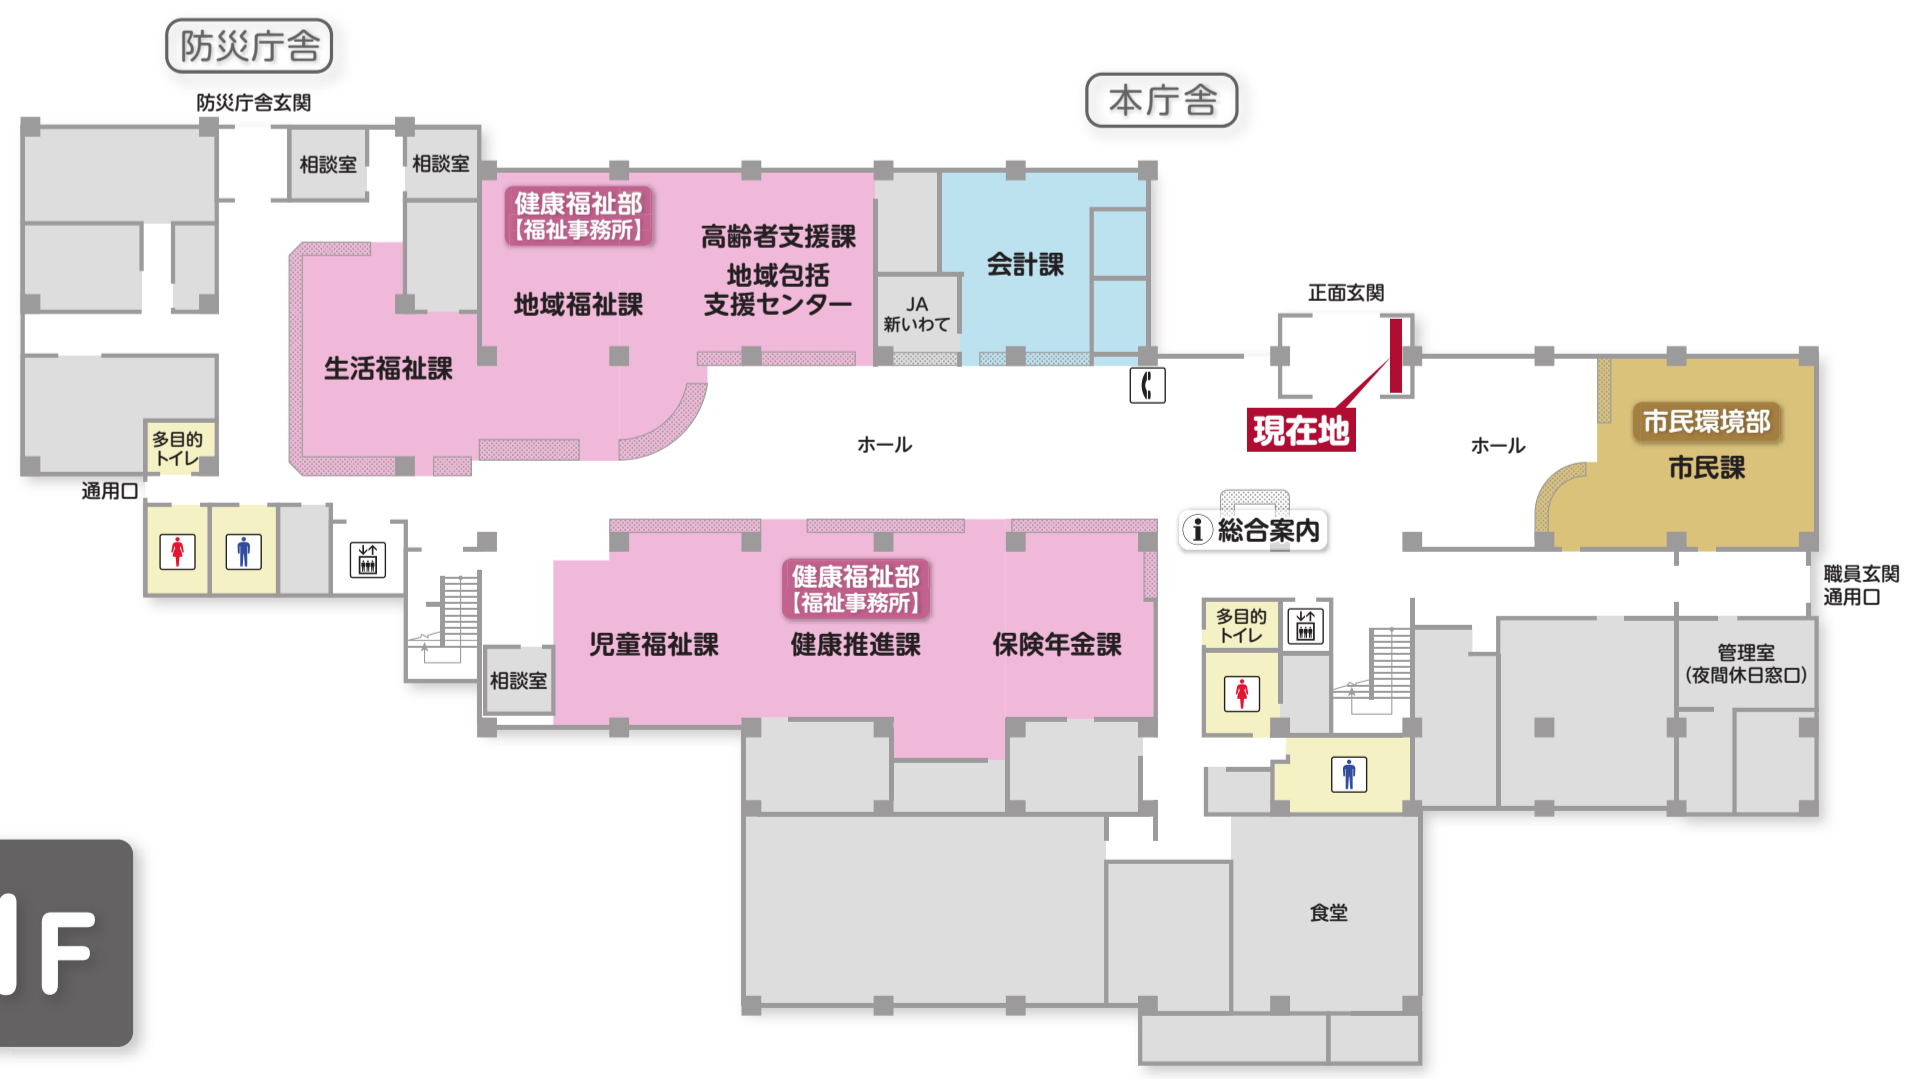 防災庁舎
本庁舎
防災庁舎玄関
相談室
相談室
健康福祉部
【福祉事務所】
高齢者支援課
地域包括
支援センター
地域福祉課
生活福祉課
JA
新いわて
会計課
正面玄関
現在地
ホール
ホール
市民環境部
市民課
多目的
トイレ
通用口
i 総合案内
健康福祉部
【福祉事務所】
児童福祉課
健康推進課
保険年金課
相談室
多目的
トイレ
職員玄関
通用口
管理室
(夜間休日窓口)
食堂
1F